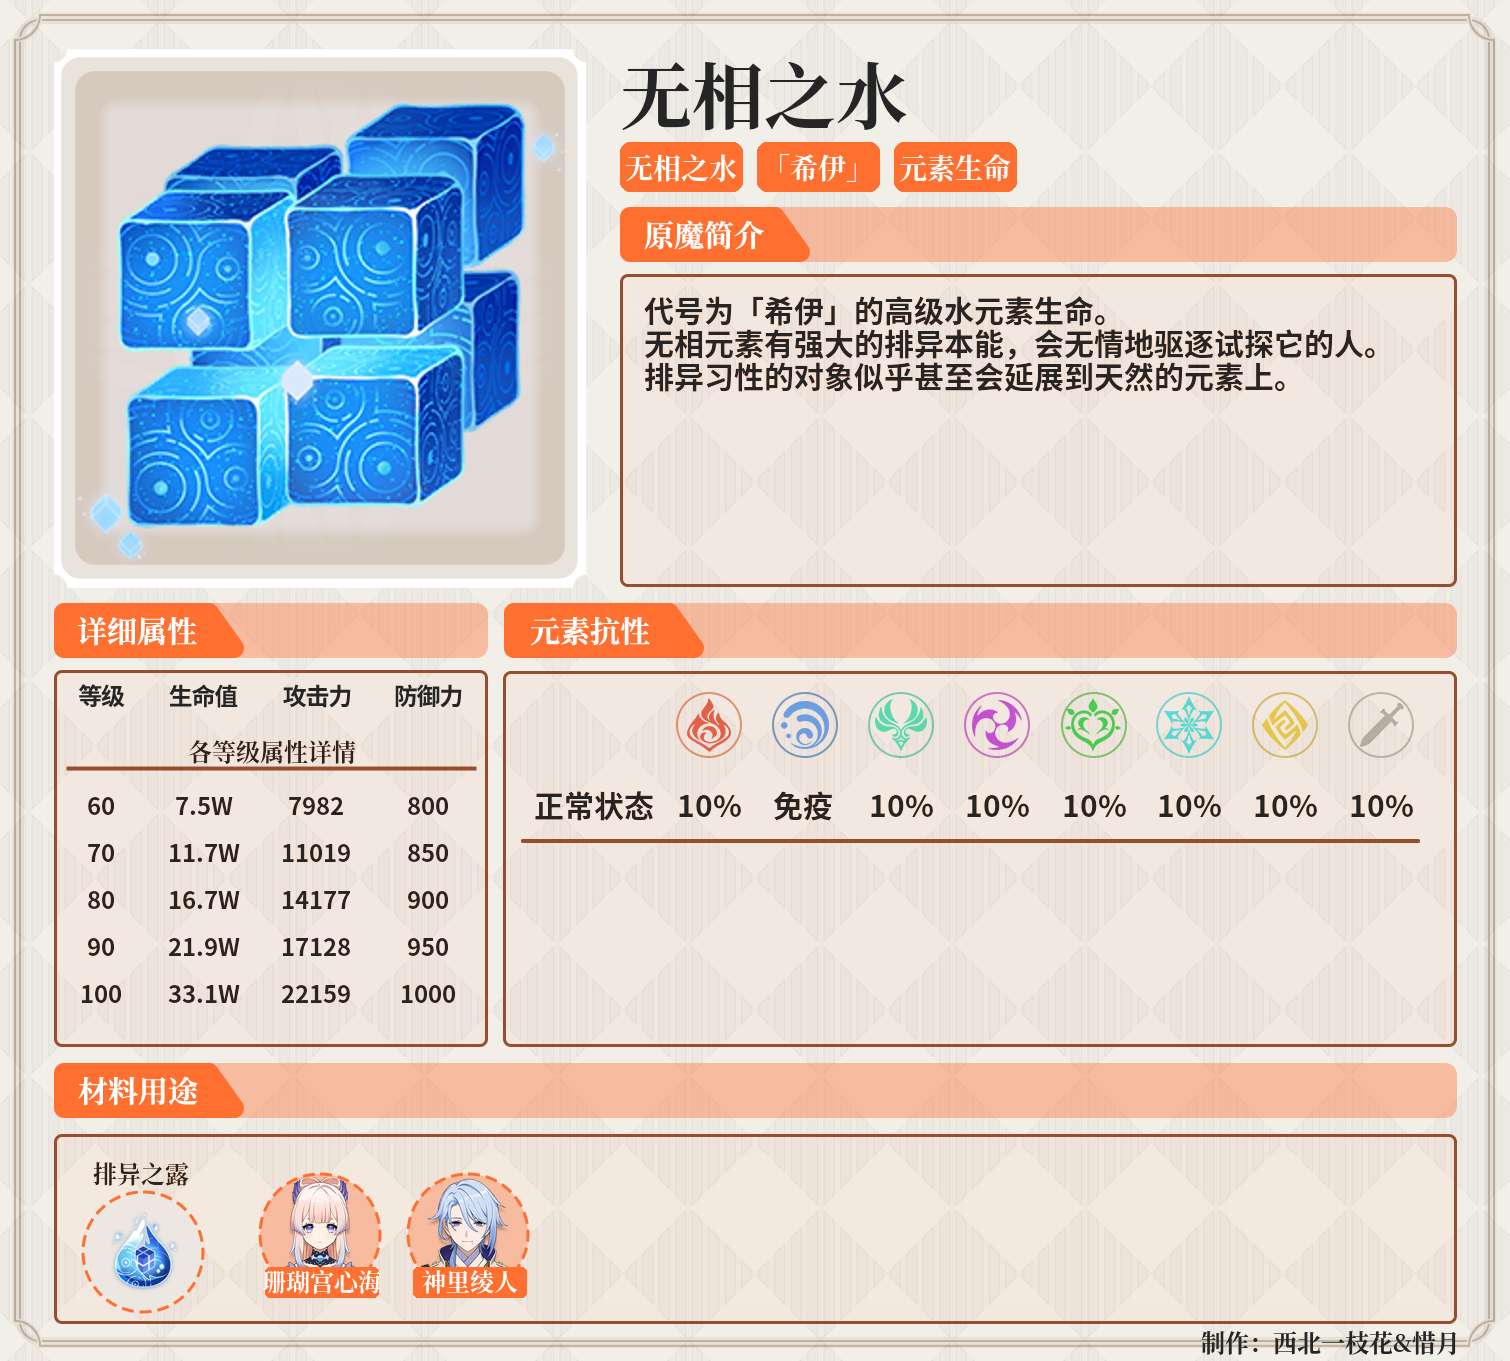 无相之水
无相之水 「希伊」 元素生命
原魔简介
代号为「希伊」的高级水元素生命。
无相元素有强大的排异本能，会无情地驱逐试探它的人。
排异习性的对象似乎甚至会延展到天然的元素上。
详细属性
等级 生命值 攻击力 防御力
各等级属性详情
60 7.5W 7982 800
70 11.7W 11019 850
80 16.7W 14177 900
90 21.9W 17128 950
100 33.1W 22159 1000
元素抗性
正常状态 10% 免疫 10% 10% 10% 10% 10% 10%
材料用途
排异之露
珊瑚宫心海
神里绫人
制作：西北一枝花&惜月